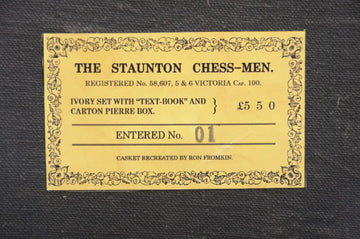 THE STAUNTON CHESS-MEN.
REGISTERED No. 58,607, 5 & 6 VICTORIA CAP. 100.
IVORY SET WITH "TEXT-BOOK" AND
CARTON PIERRE BOX. } £5 5 0
ENTERED No. 01
CASKET RECREATED BY RON FROMKIN.